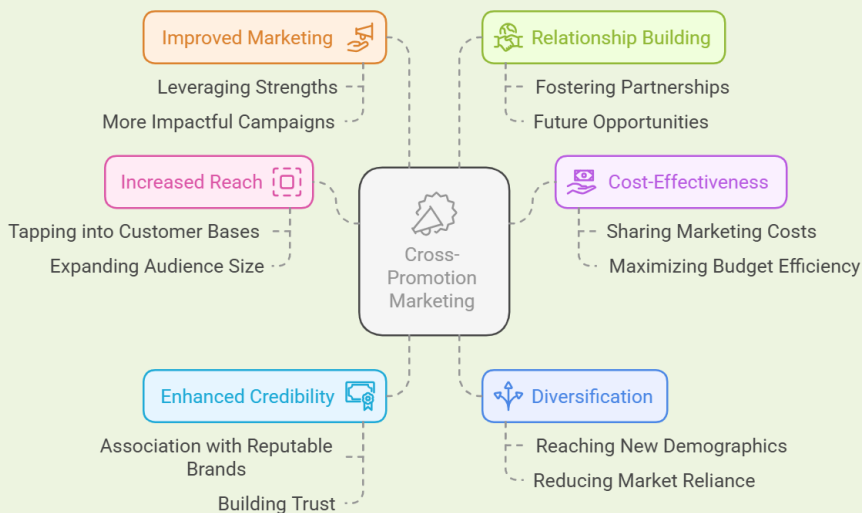 Improved Marketing
Leveraging Strengths
More Impactful Campaigns
Relationship Building
Fostering Partnerships
Future Opportunities
Increased Reach
Tapping into Customer Bases
Expanding Audience Size
Cross-
Promotion
Marketing
Cost-Effectiveness
Sharing Marketing Costs
Maximizing Budget Efficiency
Enhanced Credibility
Association with Reputable
Brands
Building Trust
Diversification
Reaching New Demographics
Reducing Market Reliance